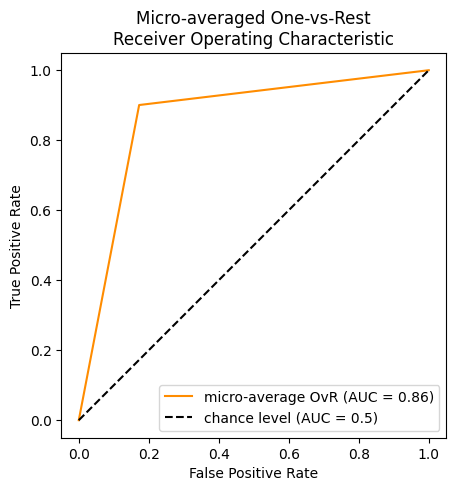 Micro-averaged One-vs-Rest
Receiver Operating Characteristic
True Positive Rate
1.0
0.8
0.6
0.4
0.2
0.0
micro-average OvR (AUC = 0.86)
chance level (AUC = 0.5)
0.0 0.2 0.4 0.6 0.8 1.0
False Positive Rate